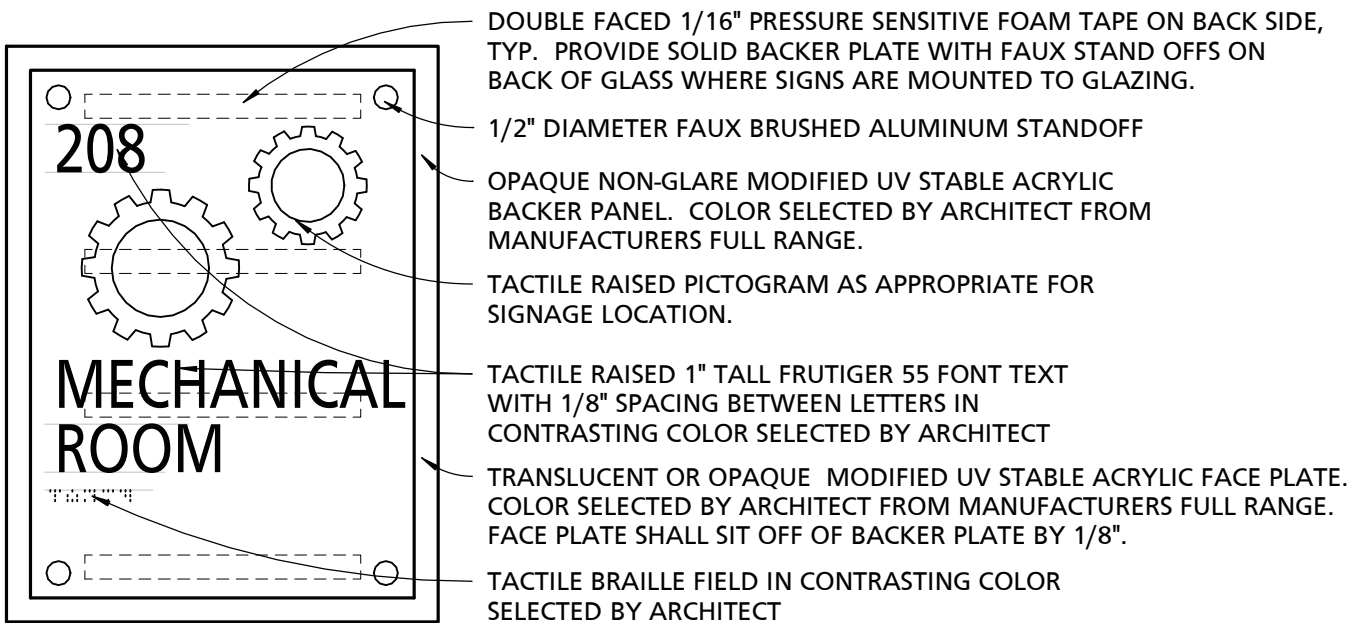 DOUBLE FACED 1/16" PRESSURE SENSITIVE FOAM TAPE ON BACK SIDE,
TYP. PROVIDE SOLID BACKER PLATE WITH FAUX STAND OFFS ON
BACK OF GLASS WHERE SIGNS ARE MOUNTED TO GLAZING.
1/2" DIAMETER FAUX BRUSHED ALUMINUM STANDOFF
208
OPAQUE NON-GLARE MODIFIED UV STABLE ACRYLIC
BACKER PANEL. COLOR SELECTED BY ARCHITECT FROM
MANUFACTURERS FULL RANGE.
TACTILE RAISED PICTOGRAM AS APPROPRIATE FOR
SIGNAGE LOCATION.
MECHANICAL
ROOM
TACTILE RAISED 1" TALL FRUTIGER 55 FONT TEXT
WITH 1/8" SPACING BETWEEN LETTERS IN
CONTRASTING COLOR SELECTED BY ARCHITECT
TRANSLUCENT OR OPAQUE MODIFIED UV STABLE ACRYLIC FACE PLATE.
COLOR SELECTED BY ARCHITECT FROM MANUFACTURERS FULL RANGE.
FACE PLATE SHALL SIT OFF OF BACKER PLATE BY 1/8".
TACTILE BRAILLE FIELD IN CONTRASTING COLOR
SELECTED BY ARCHITECT